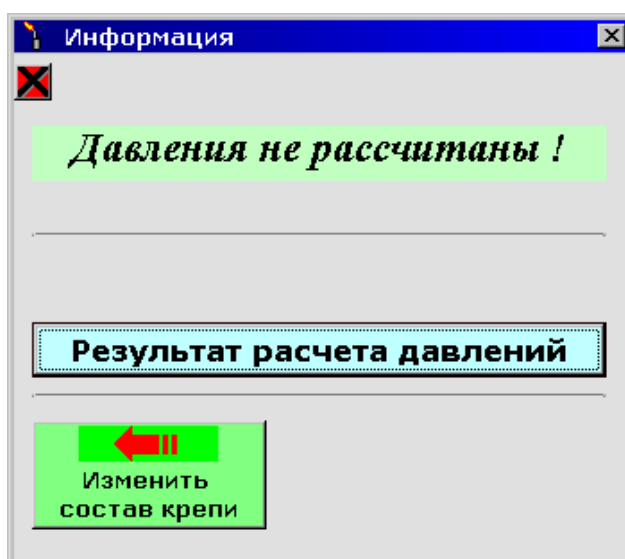 Информация
Давления не рассчитаны !
Результат расчета давлений
Изменить
состав крепи